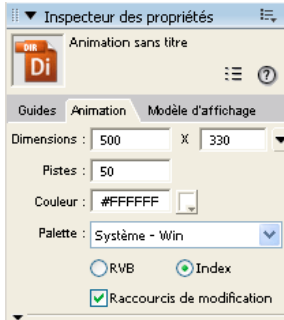 Inspecteur des propriétés
DIR
Di
Animation sans titre
Guides Animation Modèle d'affichage
Dimensions : 500 X 330
Pistes : 50
Couleur : #FFFFFF
Palette : Système - Win
RVB Index
Raccourcis de modification